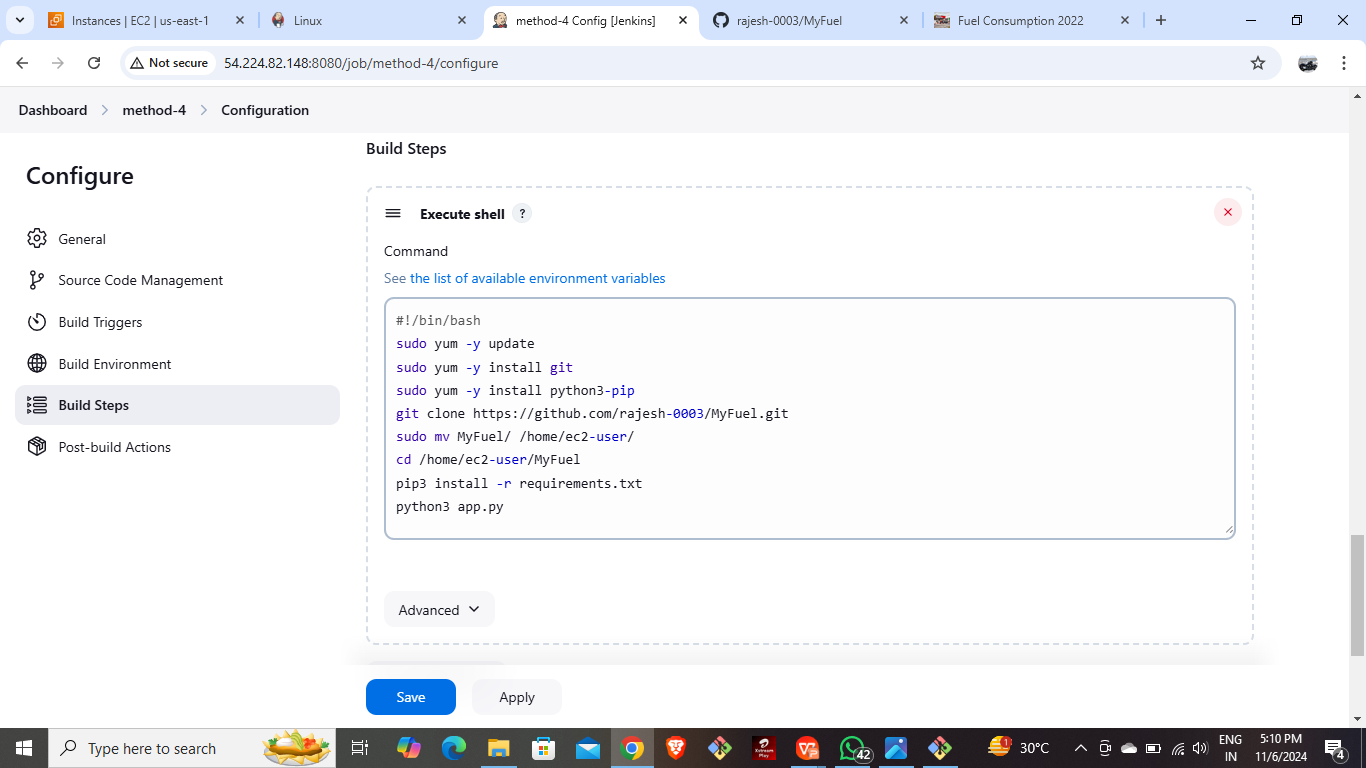 Instances | EC2 | us-east-1
Linux
method-4 Config [Jenkins]
rajesh-0003/MyFuel
Fuel Consumption 2022
Not secure
54.224.82.148:8080/job/method-4/configure
Dashboard
method-4
Configuration
Configure
General
Source Code Management
Build Triggers
Build Environment
Build Steps
Post-build Actions
Build Steps
Execute shell ?
Command
See the list of available environment variables
#!/bin/bash
sudo yum -y update
sudo yum -y install git
sudo yum -y install python3-pip
git clone https://github.com/rajesh-0003/MyFuel.git
sudo mv MyFuel/ /home/ec2-user/
cd /home/ec2-user/MyFuel
pip3 install -r requirements.txt
python3 app.py
Advanced
Save
Apply
Type here to search
42
1
30°C
ENG
IN
5:10 PM
11/6/2024
4